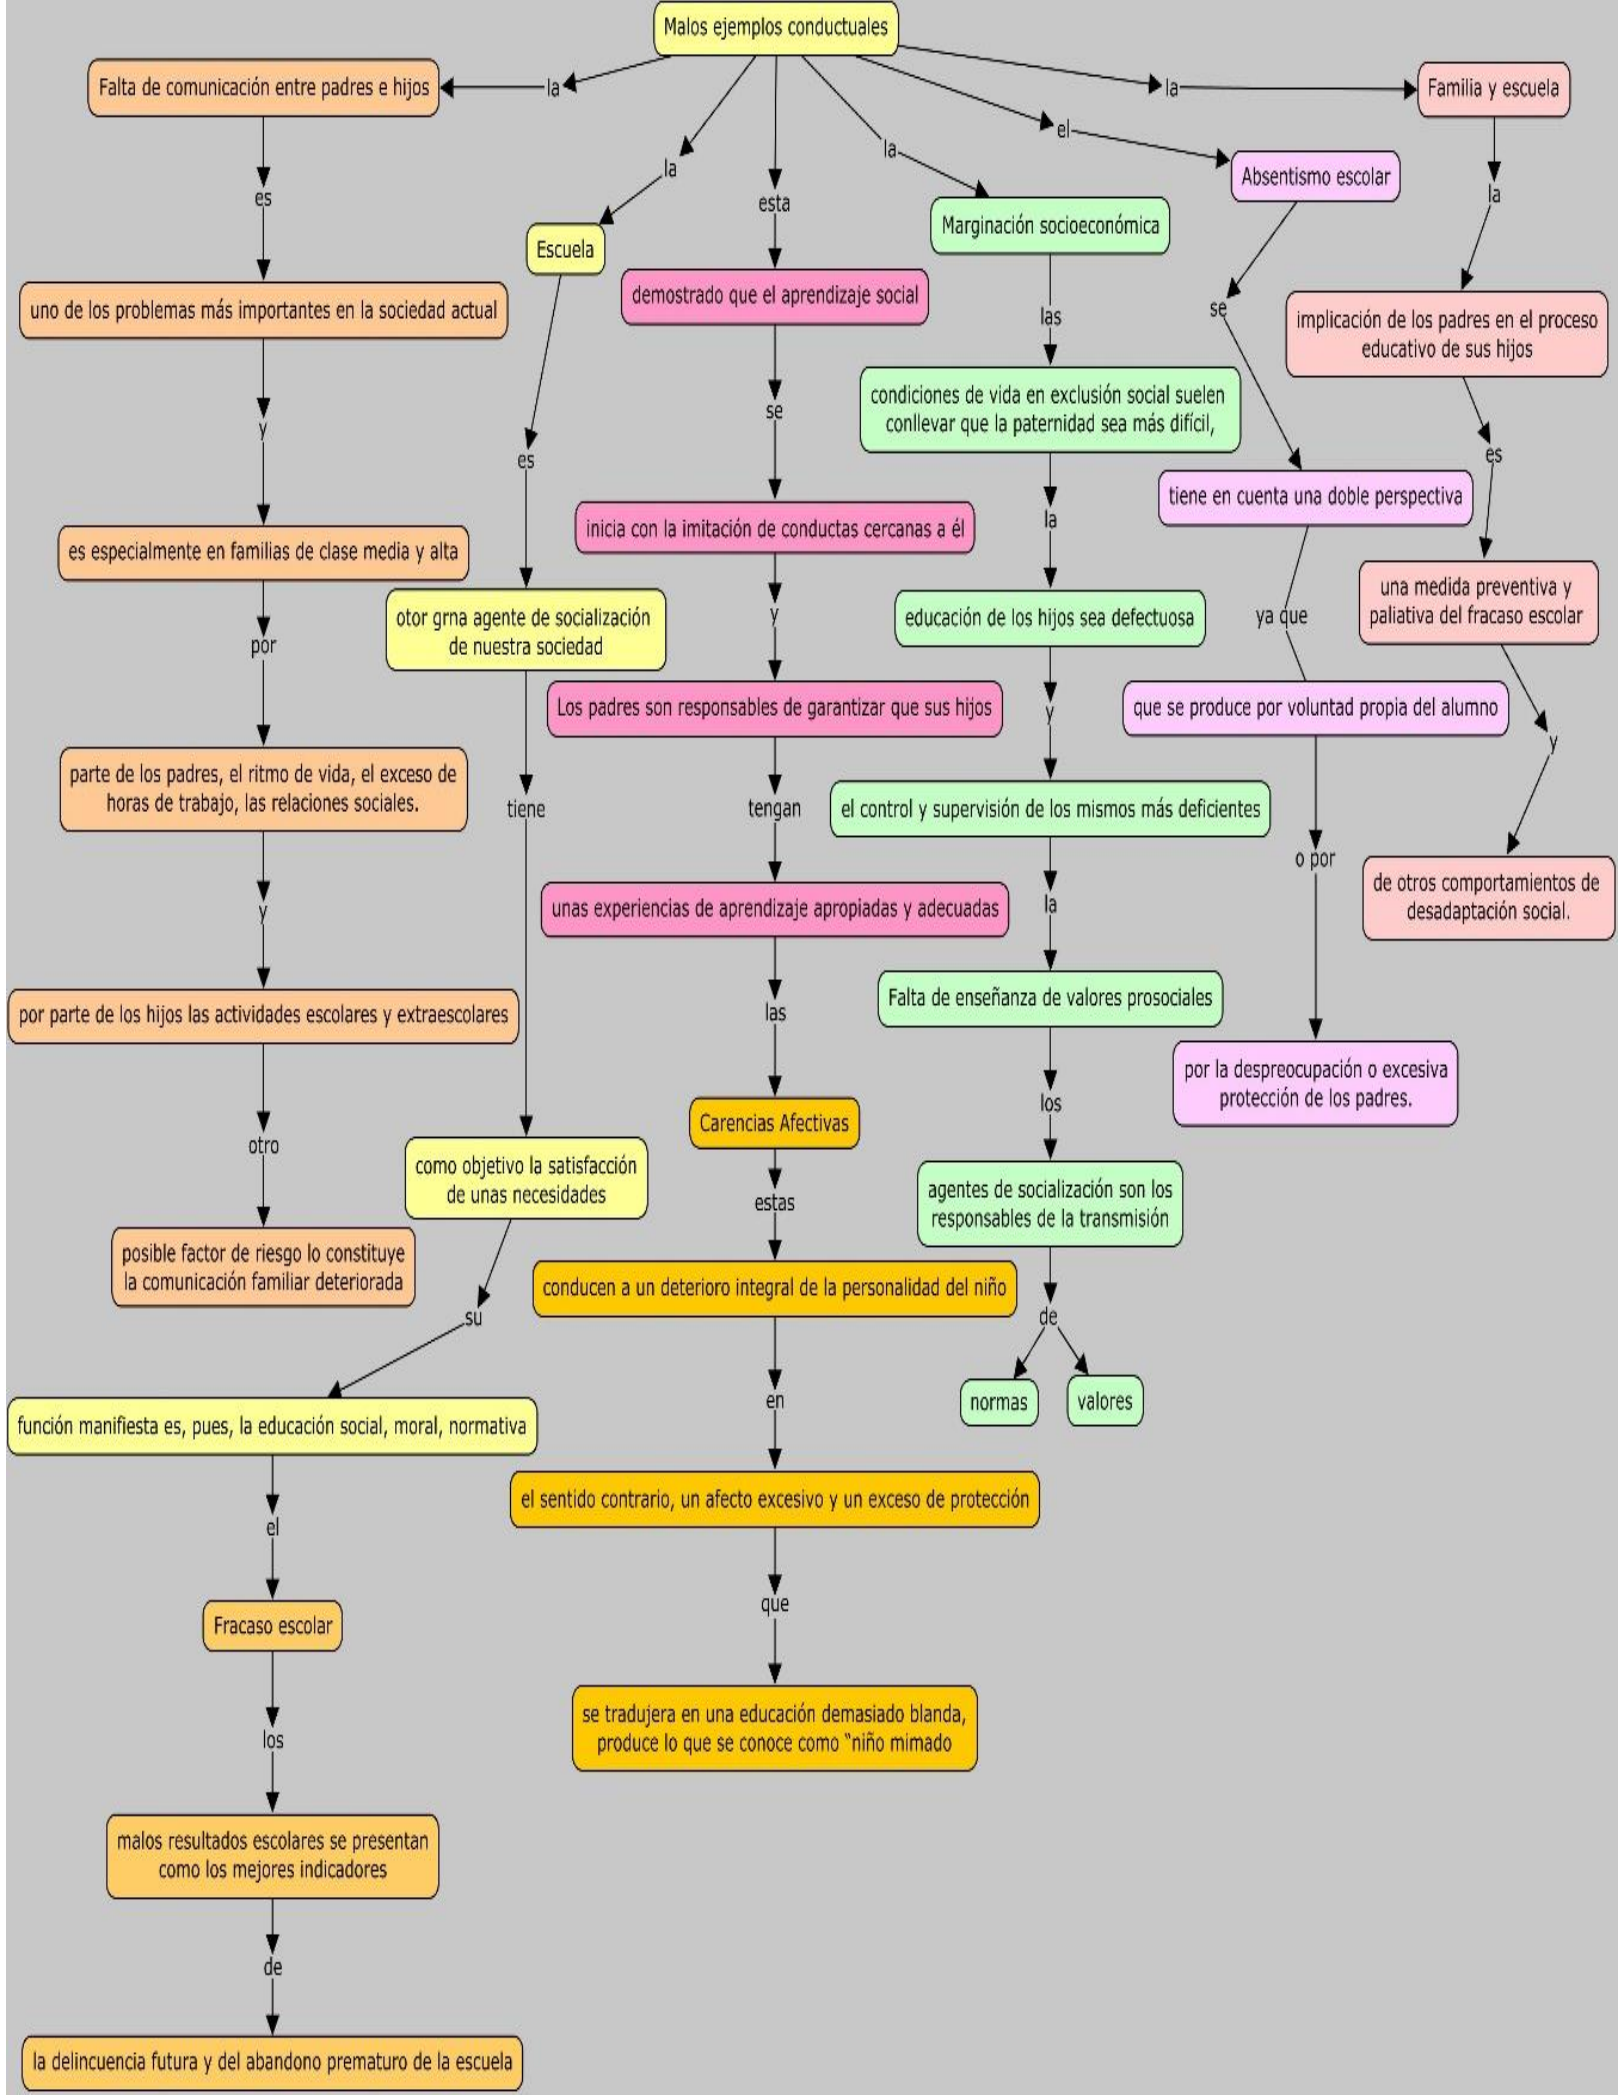 Malos ejemplos conductuales
la
Falta de comunicación entre padres e hijos
es
uno de los problemas más importantes en la sociedad actual
y
es especialmente en familias de clase media y alta
por
parte de los padres, el ritmo de vida, el exceso de
horas de trabajo, las relaciones sociales.
y
por parte de los hijos las actividades escolares y extraescolares
otro
posible factor de riesgo lo constituye
la comunicación familiar deteriorada
la
Escuela
es
otor grna agente de socialización
de nuestra sociedad
tiene
como objetivo la satisfacción
de unas necesidades
su
función manifiesta es, pues, la educación social, moral, normativa
el
Fracaso escolar
los
malos resultados escolares se presentan
como los mejores indicadores
de
la delincuencia futura y del abandono prematuro de la escuela
esta
demostrado que el aprendizaje social
se
inicia con la imitación de conductas cercanas a él
y
Los padres son responsables de garantizar que sus hijos
tengan
unas experiencias de aprendizaje apropiadas y adecuadas
las
Carencias Afectivas
estas
conducen a un deterioro integral de la personalidad del niño
en
el sentido contrario, un afecto excesivo y un exceso de protección
que
se tradujera en una educación demasiado blanda,
produce lo que se conoce como "niño mimado
la
Marginación socioeconómica
las
condiciones de vida en exclusión social suelen
conllevar que la paternidad sea más difícil,
la
educación de los hijos sea defectuosa
y
el control y supervisión de los mismos más deficientes
la
Falta de enseñanza de valores prosociales
los
agentes de socialización son los
responsables de la transmisión
de
normas
valores
el
Absentismo escolar
se
tiene en cuenta una doble perspectiva
ya que
que se produce por voluntad propia del alumno
o por
por la despreocupación o excesiva
protección de los padres.
la
Familia y escuela
la
implicación de los padres en el proceso
educativo de sus hijos
es
una medida preventiva y
paliativa del fracaso escolar
y
de otros comportamientos de
desadaptación social.